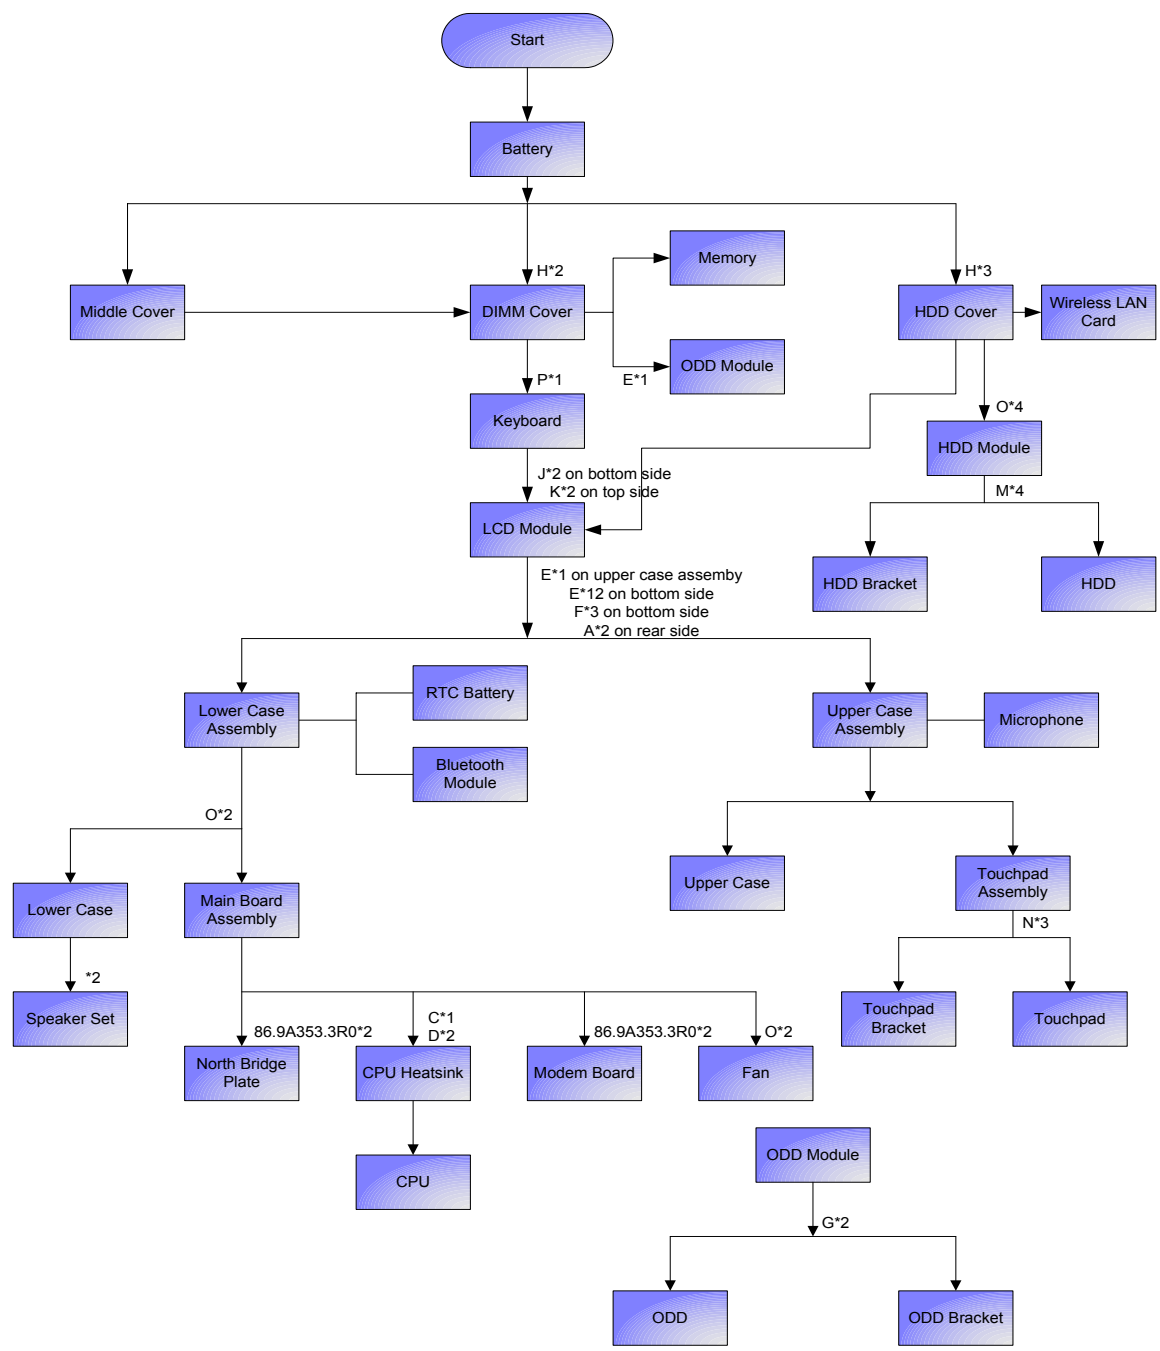 Start
Battery
Memory
H*2
H*3
Middle Cover
DIMM Cover
HDD Cover
Wireless LAN
Card
P*1
E*1
ODD Module
Keyboard
O*4
HDD Module
J*2 on bottom side
K*2 on top side
M*4
LCD Module
E*1 on upper case assemby
E*12 on bottom side
F*3 on bottom side
A*2 on rear side
HDD Bracket
HDD
RTC Battery
Lower Case
Assembly
Upper Case
Assembly
Microphone
Bluetooth
Module
O*2
Upper Case
Touchpad
Assembly
Lower Case
Main Board
Assembly
N*3
*2
Speaker Set
Touchpad
Bracket
Touchpad
86.9A353.3R0*2
C*1
D*2
86.9A353.3R0*2
O*2
North Bridge
Plate
CPU Heatsink
Modem Board
Fan
CPU
ODD Module
G*2
ODD
ODD Bracket